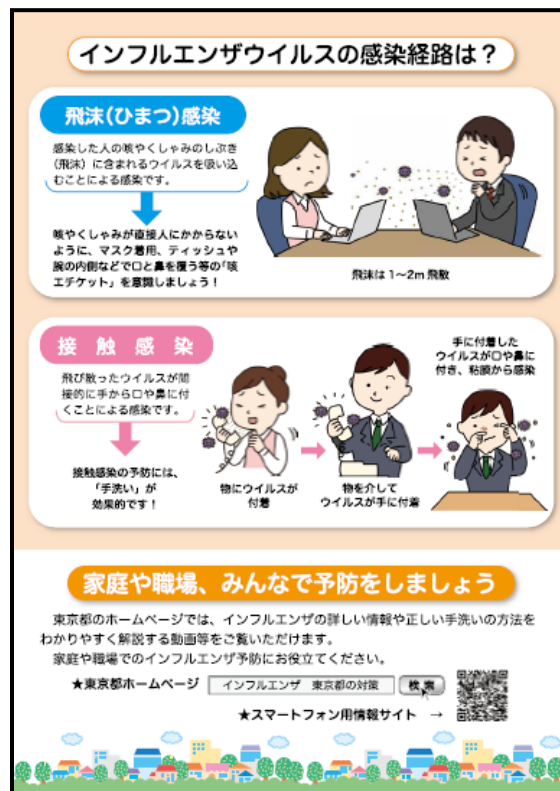 インフルエンザウイルスの感染経路は？
飛沫(ひまつ)感染
感染した人の咳やくしゃみのしぶき
(飛沫)に含まれるウイルスを吸い込
むことによる感染です。
咳やくしゃみが直接人にかからない
ように、マスク着用、ティッシュや
腕の内側などで口と鼻を覆う等の「咳
エチケット」を意識しましょう！
飛沫は1～2m飛散
接触感染
飛び散ったウイルスが間
接的に手から口や鼻に付
くことによる感染です。
接触感染の予防には、
「手洗い」が
効果的です！
物にウイルスが
付着
物を介して
ウイルスが手に付着
手に付着した
ウイルスが口や鼻に
付き、粘膜から感染
家庭や職場、みんなで予防をしましょう
東京都のホームページでは、インフルエンザの詳しい情報や正しい手洗いの方法を
わかりやすく解説する動画等をご覧いただけます。
家庭や職場でのインフルエンザ予防にお役立てください。
★東京都ホームページ インフルエンザ 東京都の対策 検索
★スマートフォン用情報サイト →